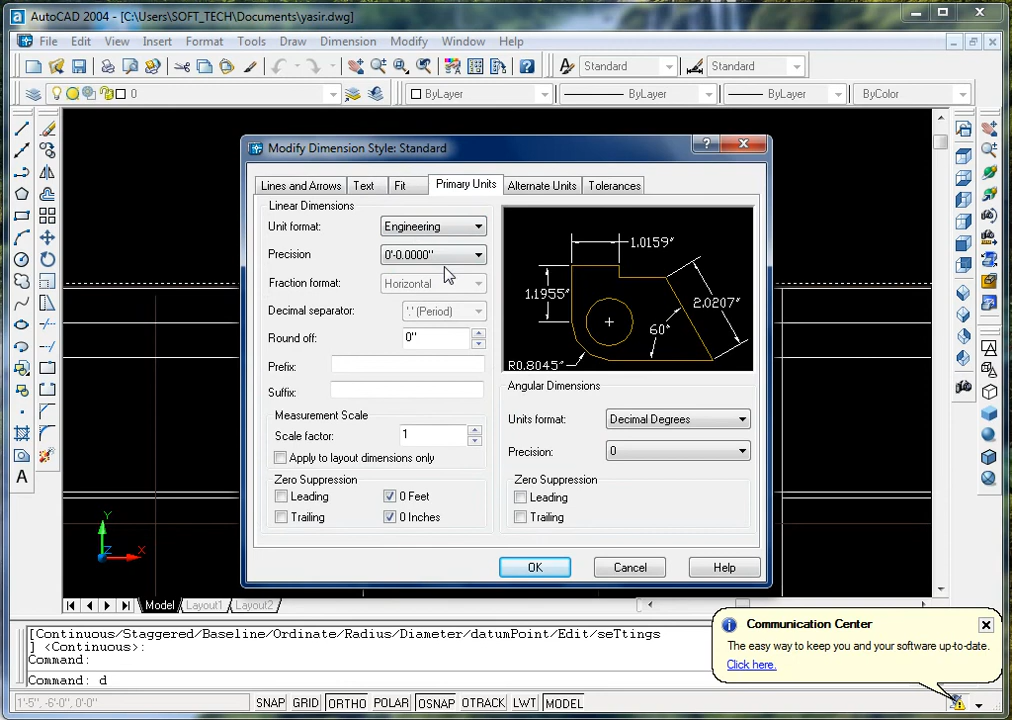 AutoCAD 2004 - [C:\Users\SOFT_TECH\Documents\yasir.dwg]
File Edit View Insert Format Tools Draw Dimension Modify Window Help
Standard Standard
0 ByLayer ByLayer ByLayer ByColor
Modify Dimension Style: Standard
Lines and Arrows Text Fit Primary Units Alternate Units Tolerances
Linear Dimensions
Unit format: Engineering
Precision 0'-0.0000"
Fraction format: Horizontal
Decimal separator: '.' (Period)
Round off: 0"
Prefix:
Suffix:
Measurement Scale
Scale factor: 1
Apply to layout dimensions only
Zero Suppression
Leading 0 Feet
Trailing 0 Inches
1.0159"
1.1955"
2.0207"
60°
R0.8045"
Angular Dimensions
Units format: Decimal Degrees
Precision: 0
Zero Suppression
Leading
Trailing
OK Cancel Help
Y
Z X
Model Layout1 Layout2
[Continuous/Staggered/Baseline/Ordinate/Radius/Diameter/datumPoint/Edit/seTtings
] <Continuous>:
Command:
Command: d
Communication Center
The easy way to keep you and your software up-to-date.
Click here.
1'-5", -6'-0", 0'-0" SNAP GRID ORTHO POLAR OSNAP OTRACK LWT MODEL